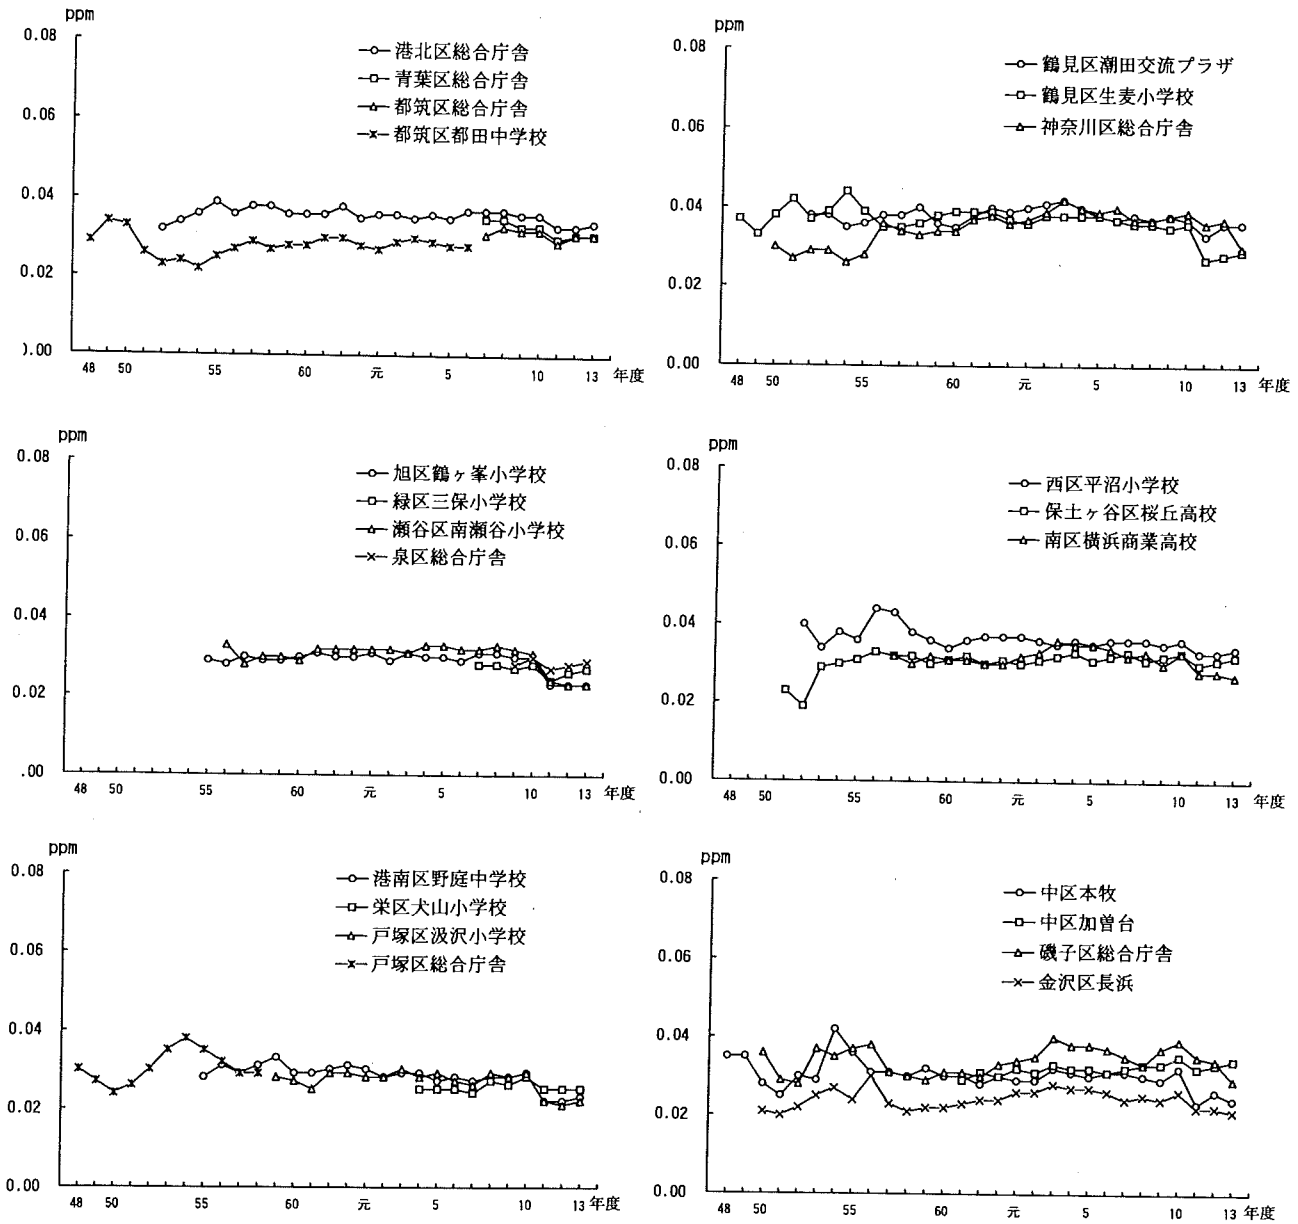 ppm
0.08
0.06
0.04
0.02
0.00
港北区総合庁舎
青葉区総合庁舎
都筑区総合庁舎
都筑区都田中学校
48 50 60 元 5 10 13 年度
ppm
0.08
0.06
0.04
0.02
0.00
鶴見区潮田交流プラザ
鶴見区生麦小学校
神奈川区総合庁舎
48 50 60 元 5 10 13 年度
ppm
0.08
0.06
0.04
0.02
.00
旭区鶴ヶ峯小学校
緑区三保小学校
瀬谷区南瀬谷小学校
泉区総合庁舎
48 50 55 60 元 5 10 13 年度
ppm
0.08
0.06
0.04
0.02
0.00
西区平沼小学校
保土ヶ谷区桜丘高校
南区横浜商業高校
48 50 55 60 元 5 10 13 年度
ppm
0.08
0.06
0.04
0.02
0.00
港南区野庭中学校
栄区犬山小学校
戸塚区汲沢小学校
戸塚区総合庁舎
48 50 55 60 元 5 10 13 年度
ppm
0.08
0.06
0.04
0.02
0.00
中区本牧
中区加曽台
磯子区総合庁舎
金沢区長浜
48 50 55 60 元 5 10 13 年度